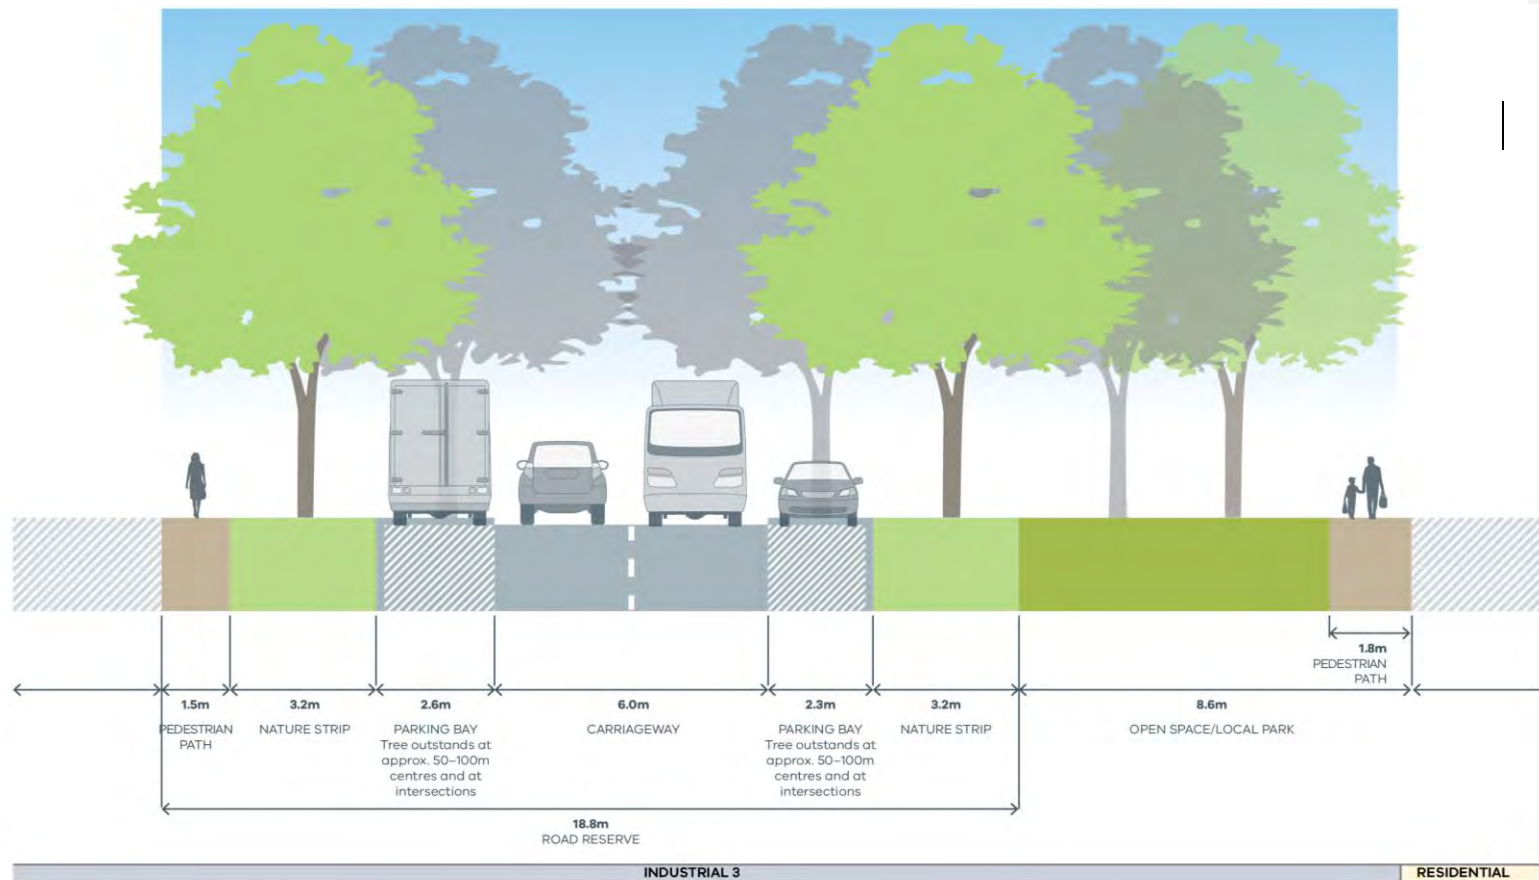 1.8m
PEDESTRIAN
PATH
1.5m
PEDESTRIAN
PATH
3.2m
NATURE STRIP
2.6m
PARKING BAY
Tree outstands at
approx. 50–100m
centres and at
intersections
6.0m
CARRIAGEWAY
2.3m
PARKING BAY
Tree outstands at
approx. 50–100m
centres and at
intersections
3.2m
NATURE STRIP
8.6m
OPEN SPACE/LOCAL PARK
18.8m
ROAD RESERVE
INDUSTRIAL 3
RESIDENTIAL